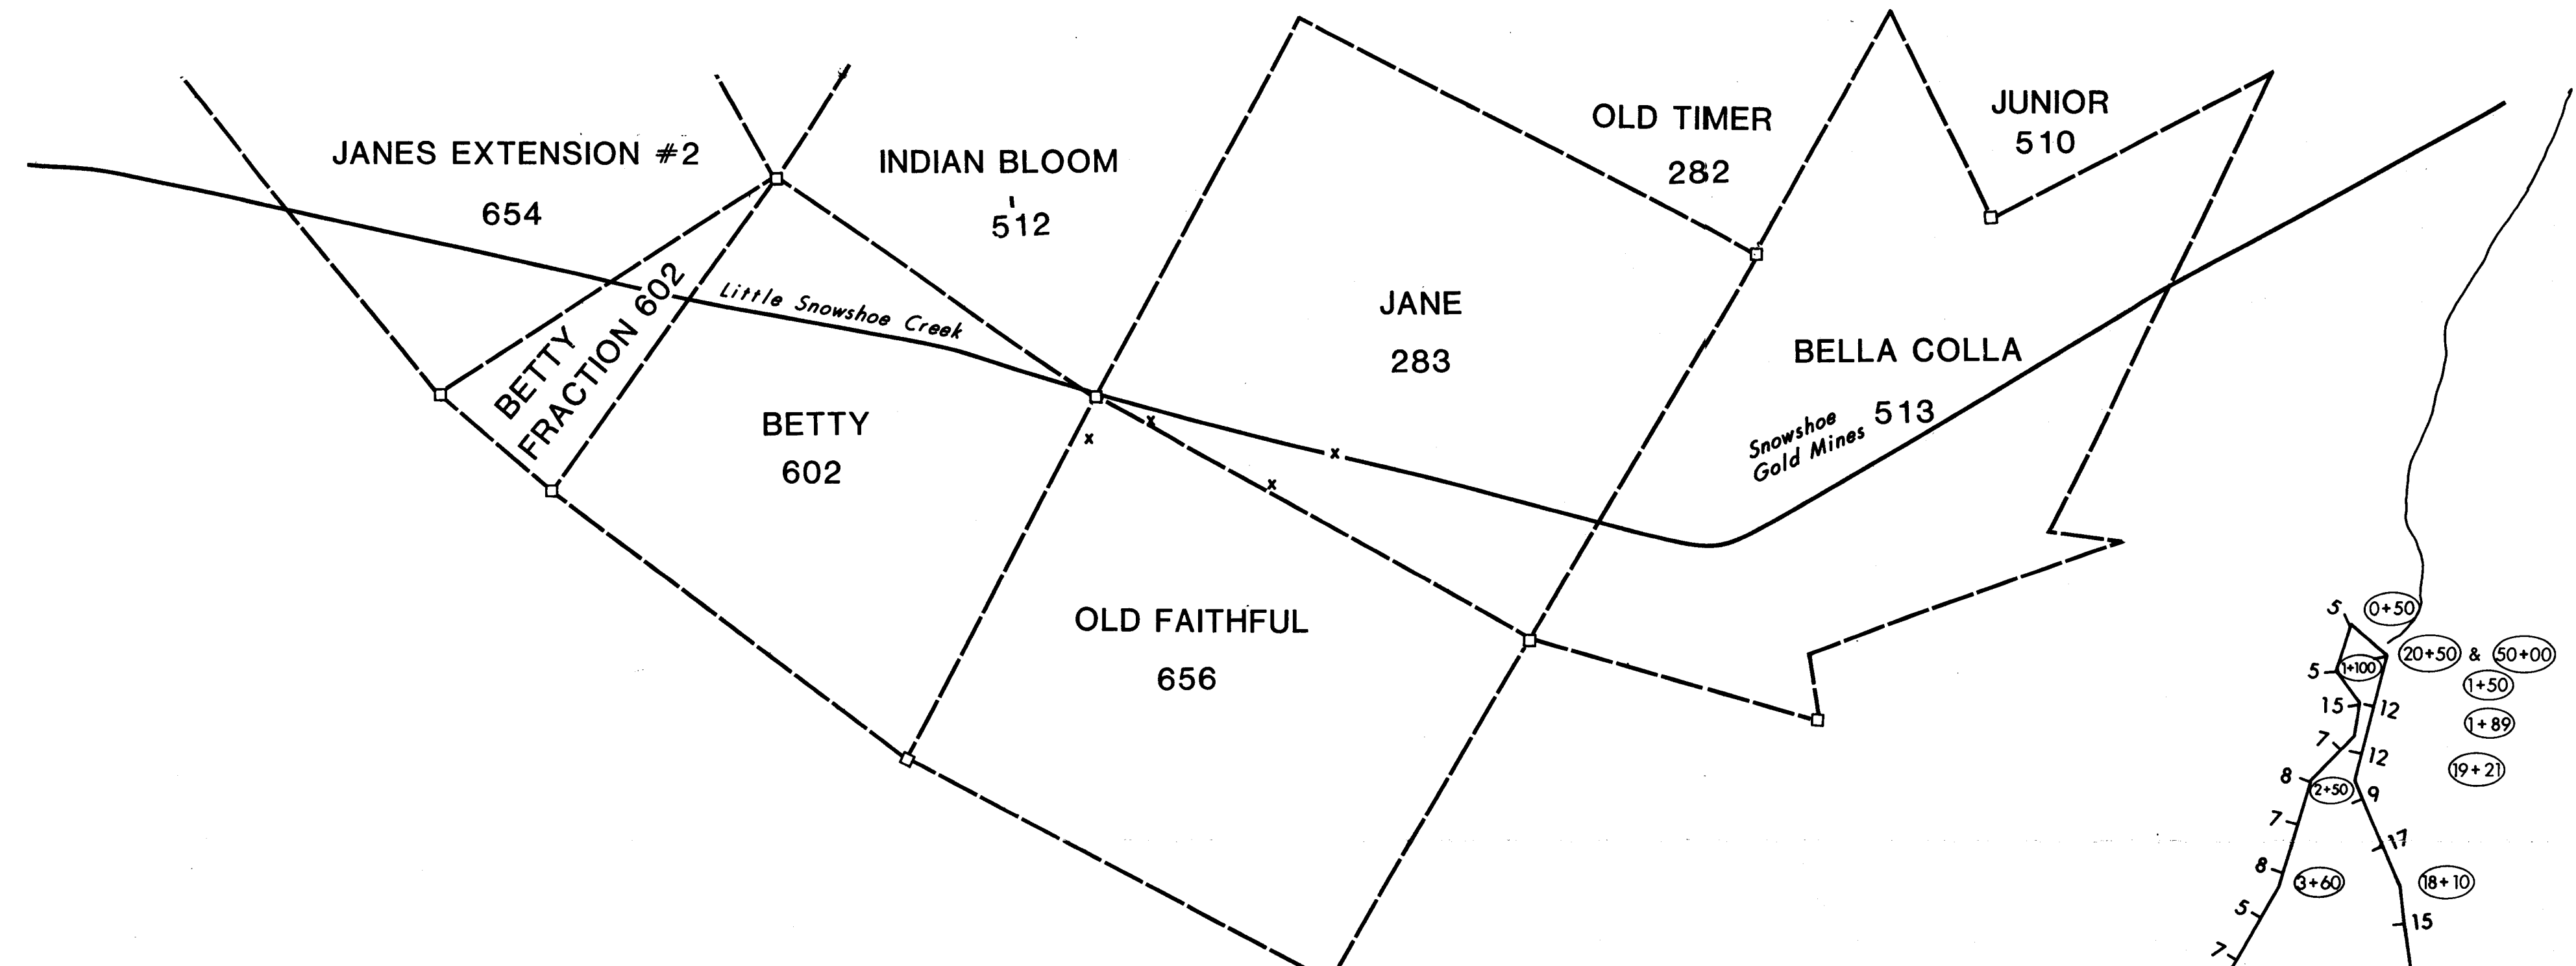 JANES EXTENSION #2
654
INDIAN BLOOM
512
OLD TIMER
282
JUNIOR
510
BETTY
FRACTION 602
Little Snowshoe Creek
JANE
283
BELLA COLLA
513
Snowshoe
Gold Mines
BETTY
602
OLD FAITHFUL
656
5
0+50
20+50 & 50+00
5
1+100
1+50
15
12
1+89
7
12
19+21
8
2+50
9
7
17
8
3+60
18+10
5
15
7